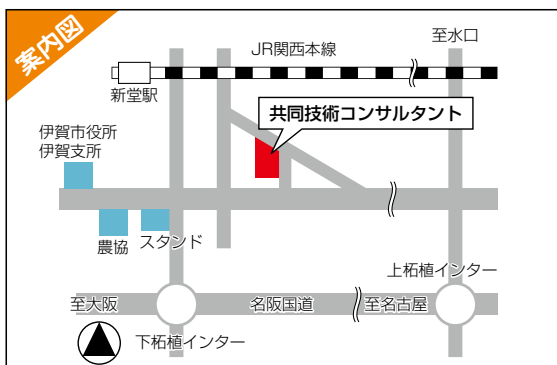 案内図
JR関西本線
至水口
新堂駅
共同技術コンサルタント
伊賀市役所
伊賀支所
農協
スタンド
上柘植インター
至大阪
名阪国道
至名古屋
下柘植インター